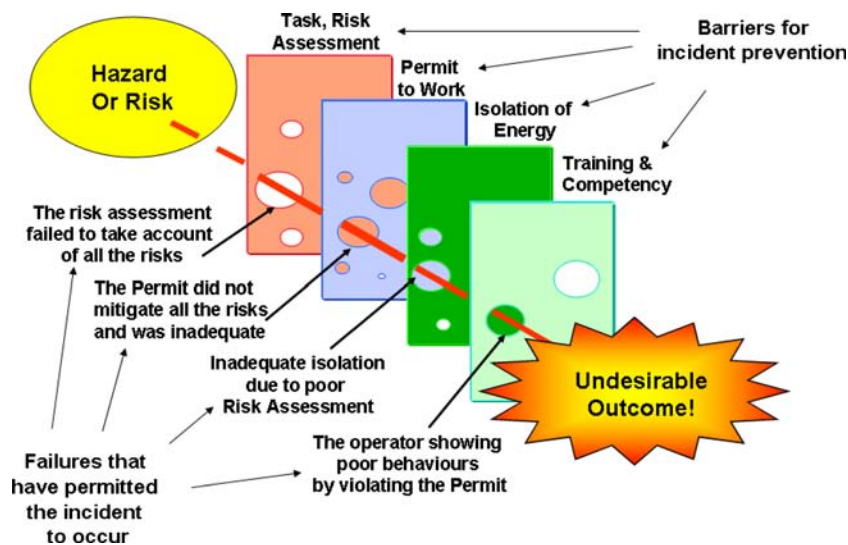 Task, Risk
Assessment
Barriers for
incident prevention
Hazard
Or Risk
Permit
to Work
Isolation of
Energy
Training &
Competency
The risk assessment
failed to take account
of all the risks
The Permit did not
mitigate all the risks
and was inadequate
Inadequate isolation
due to poor
Risk Assessment
Undesirable
Outcome!
The operator showing
poor behaviours
by violating the Permit
Failures that
have permitted
the incident
to occur